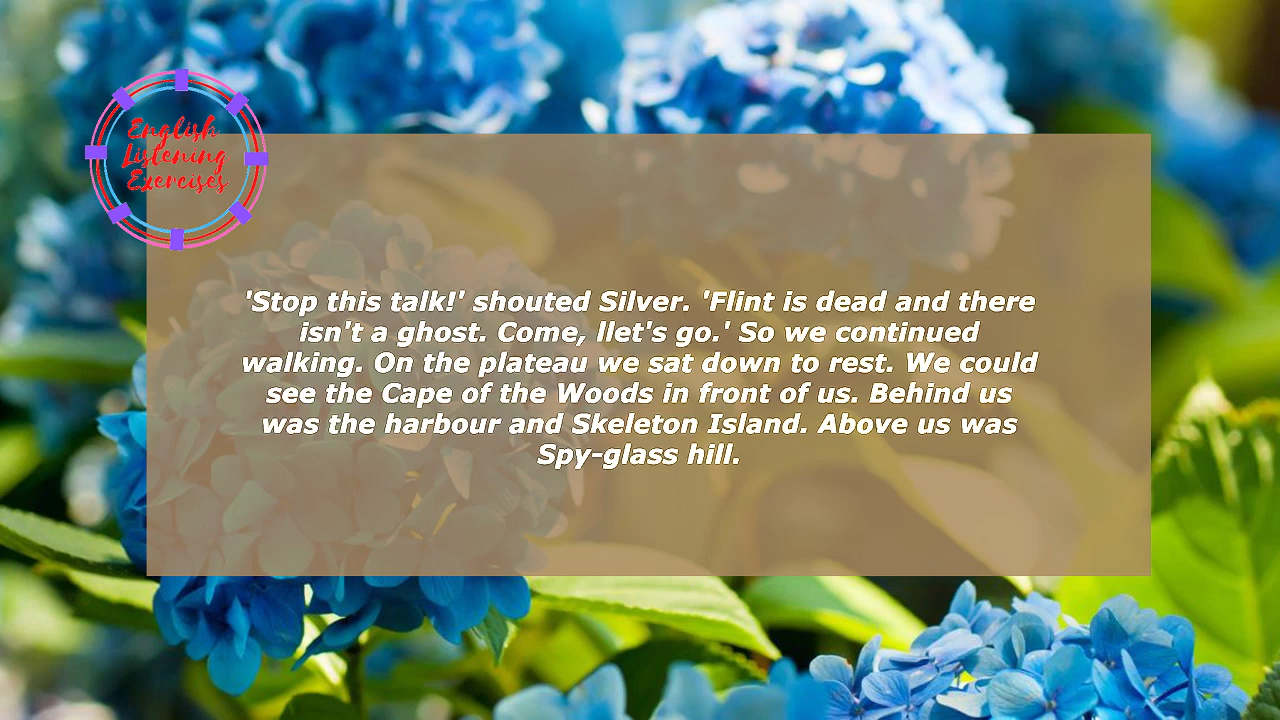 English
Listening
Exercises
'Stop this talk!' shouted Silver. 'Flint is dead and there
isn't a ghost. Come, llet's go.' So we continued
walking. On the plateau we sat down to rest. We could
see the Cape of the Woods in front of us. Behind us
was the harbour and Skeleton Island. Above us was
Spy-glass hill.